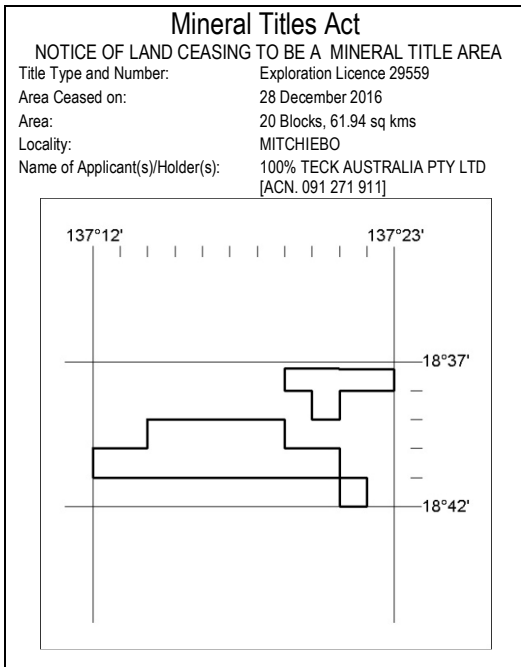 Mineral Titles Act
NOTICE OF LAND CEASING TO BE A MINERAL TITLE AREA
Title Type and Number: Exploration Licence 29559
Area Ceased on: 28 December 2016
Area: 20 Blocks, 61.94 sq kms
Locality: MITCHIEBO
Name of Applicant(s)/Holder(s): 100% TECK AUSTRALIA PTY LTD
[ACN. 091 271 911]
137°12' 137°23'
18°37'
18°42'